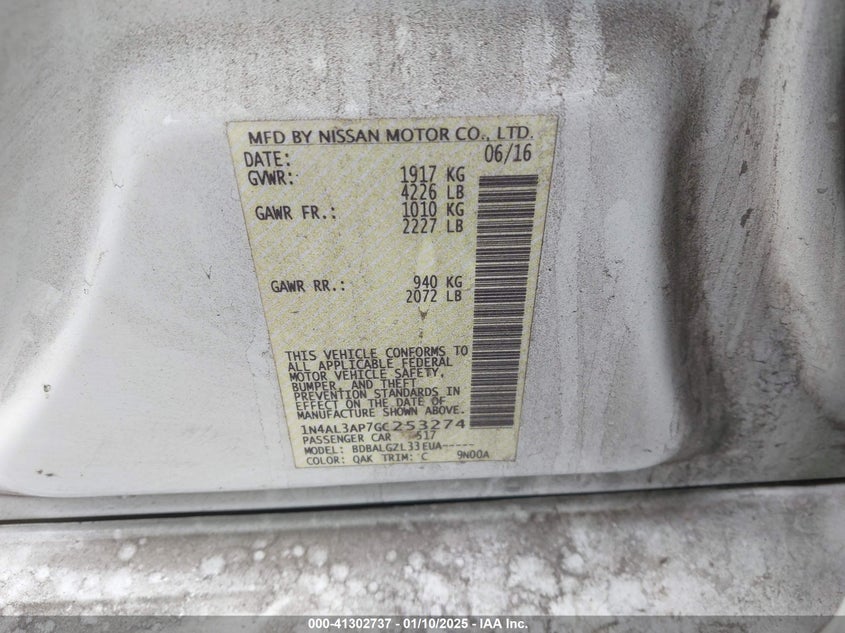 MFD BY NISSAN MOTOR CO., LTD.
DATE: 06/16
GVWR: 1917 KG
4226 LB
GAWR FR.: 1010 KG
2227 LB
GAWR RR.: 940 KG
2072 LB
THIS VEHICLE CONFORMS TO
ALL APPLICABLE FEDERAL
MOTOR VEHICLE SAFETY,
BUMPER, AND THEFT
PREVENTION STANDARDS IN
EFFECT ON THE DATE OF
MANUFACTURE SHOWN ABOVE.
1N4AL3AP7GC253274
PASSENGER CAR 517
MODEL: BDBALGZL33EUA-----
COLOR: QAK TRIM: C 9N00A
000-41302737 - 01/10/2025 - IAA Inc.